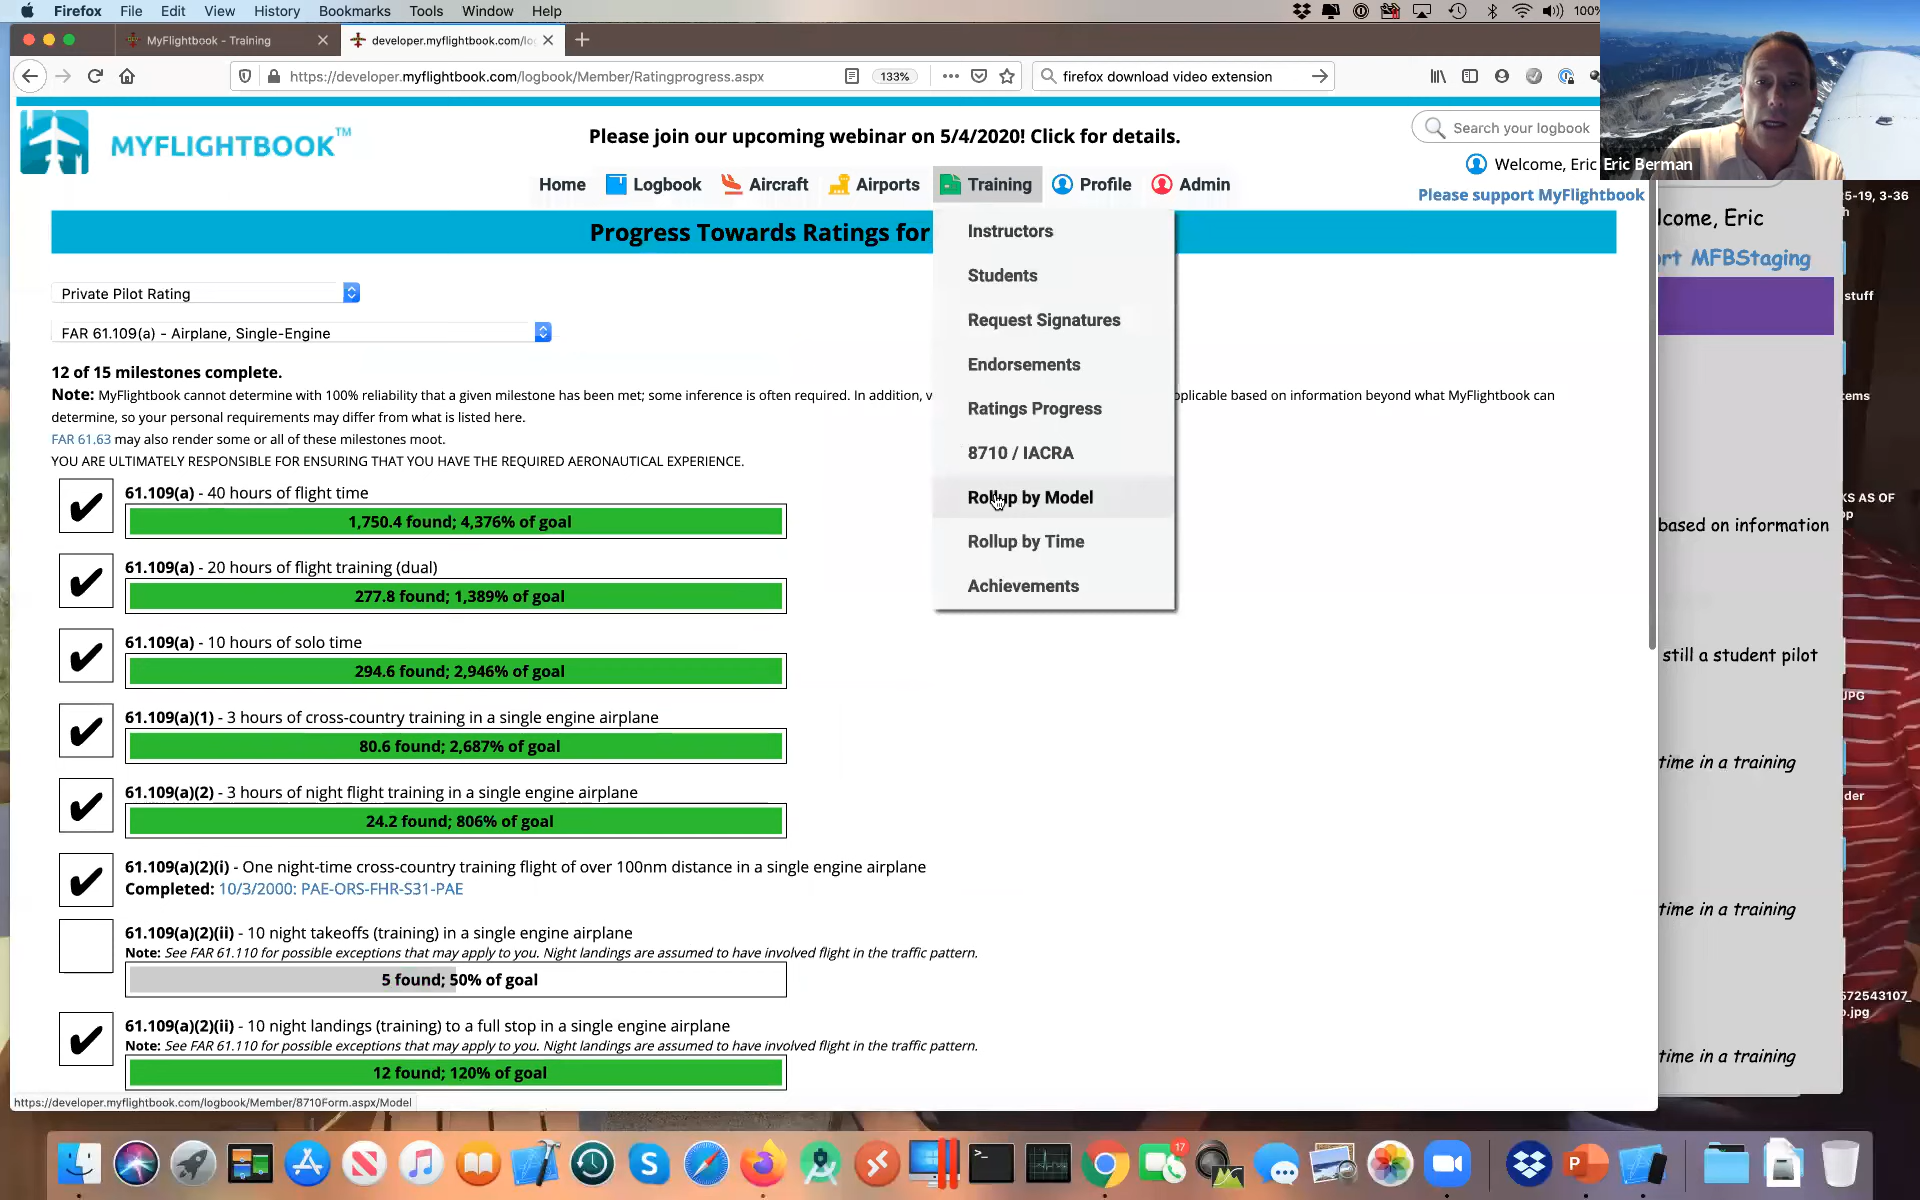 Firefox File Edit View History Bookmarks Tools Window Help 100%
MyFlightbook - Training developer.myflightbook.com/lo
https://developer.myflightbook.com/logbook/Member/Ratingprogress.aspx 133% firefox download video extension
MYFLIGHTBOOK™
Please join our upcoming webinar on 5/4/2020! Click for details.
Search your logbook
Welcome, Eric
Eric Berman
Home Logbook Aircraft Airports Training Profile Admin
Please support MyFlightbook
Progress Towards Ratings for
Instructors
Students
Request Signatures
Endorsements
Ratings Progress
8710 / IACRA
Rollup by Model
Rollup by Time
Achievements
Private Pilot Rating
FAR 61.109(a) - Airplane, Single-Engine
12 of 15 milestones complete.
Note: MyFlightbook cannot determine with 100% reliability that a given milestone has been met; some inference is often required. In addition, v plicable based on information beyond what MyFlightbook can
determine, so your personal requirements may differ from what is listed here.
FAR 61.63 may also render some or all of these milestones moot.
YOU ARE ULTIMATELY RESPONSIBLE FOR ENSURING THAT YOU HAVE THE REQUIRED AERONAUTICAL EXPERIENCE.
61.109(a) - 40 hours of flight time
1,750.4 found; 4,376% of goal
61.109(a) - 20 hours of flight training (dual)
277.8 found; 1,389% of goal
61.109(a) - 10 hours of solo time
294.6 found; 2,946% of goal
61.109(a)(1) - 3 hours of cross-country training in a single engine airplane
80.6 found; 2,687% of goal
61.109(a)(2) - 3 hours of night flight training in a single engine airplane
24.2 found; 806% of goal
61.109(a)(2)(i) - One night-time cross-country training flight of over 100nm distance in a single engine airplane
Completed: 10/3/2000: PAE-ORS-FHR-S31-PAE
61.109(a)(2)(ii) - 10 night takeoffs (training) in a single engine airplane
Note: See FAR 61.110 for possible exceptions that may apply to you. Night landings are assumed to have involved flight in the traffic pattern.
5 found; 50% of goal
61.109(a)(2)(ii) - 10 night landings (training) to a full stop in a single engine airplane
Note: See FAR 61.110 for possible exceptions that may apply to you. Night landings are assumed to have involved flight in the traffic pattern.
12 found; 120% of goal
https://developer.myflightbook.com/logbook/Member/8710Form.aspx/Model
lcome, Eric
ort MFBStaging
based on information
still a student pilot
time in a training
time in a training
time in a training
5-19, 3-36
h
stuff
tems
KS AS OF
op
JPG
der
572543107_
o.jpg
17